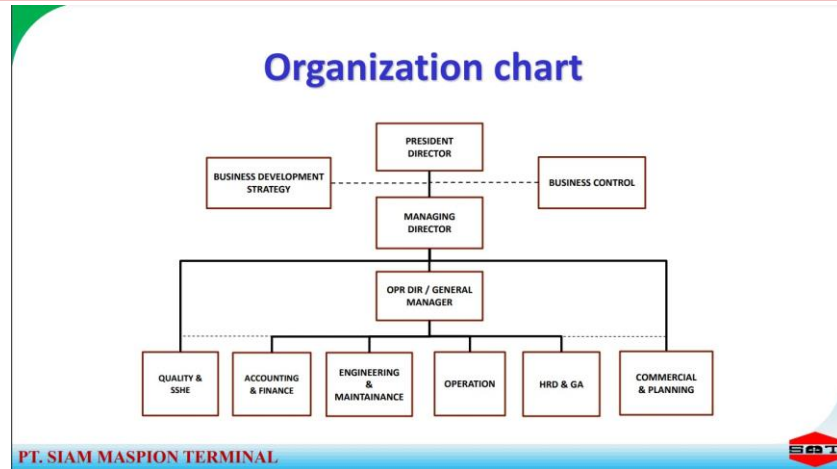 Organization chart
PRESIDENT
DIRECTOR
BUSINESS DEVELOPMENT
STRATEGY
BUSINESS CONTROL
MANAGING
DIRECTOR
OPR DIR / GENERAL
MANAGER
QUALITY &
SSHE
ACCOUNTING
& FINANCE
ENGINEERING
&
MAINTAINANCE
OPERATION
HRD & GA
COMMERCIAL
& PLANNING
PT. SIAM MASPION TERMINAL
SMT